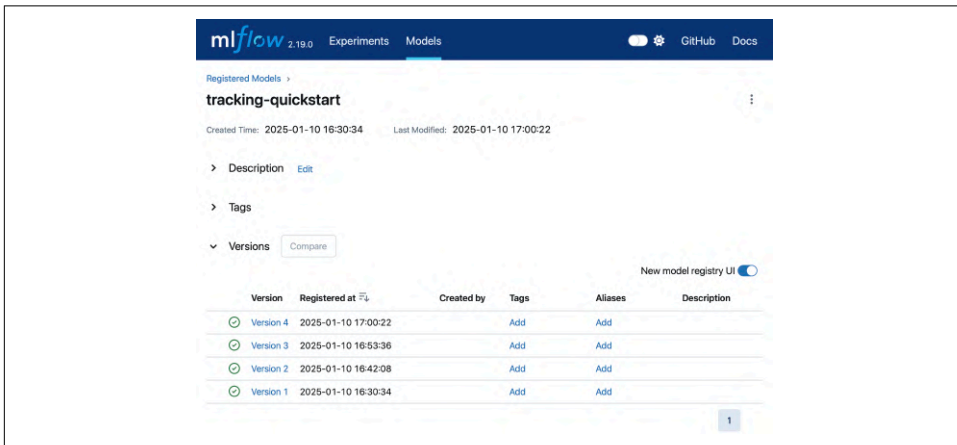 mlflow 2.19.0 Experiments Models GitHub Docs
Registered Models ›
tracking-quickstart
Created Time: 2025-01-10 16:30:34 Last Modified: 2025-01-10 17:00:22
Description Edit
Tags
Versions Compare
New model registry UI
Version Registered at Created by Tags Aliases Description
Version 4 2025-01-10 17:00:22 Add Add
Version 3 2025-01-10 16:53:36 Add Add
Version 2 2025-01-10 16:42:08 Add Add
Version 1 2025-01-10 16:30:34 Add Add
1